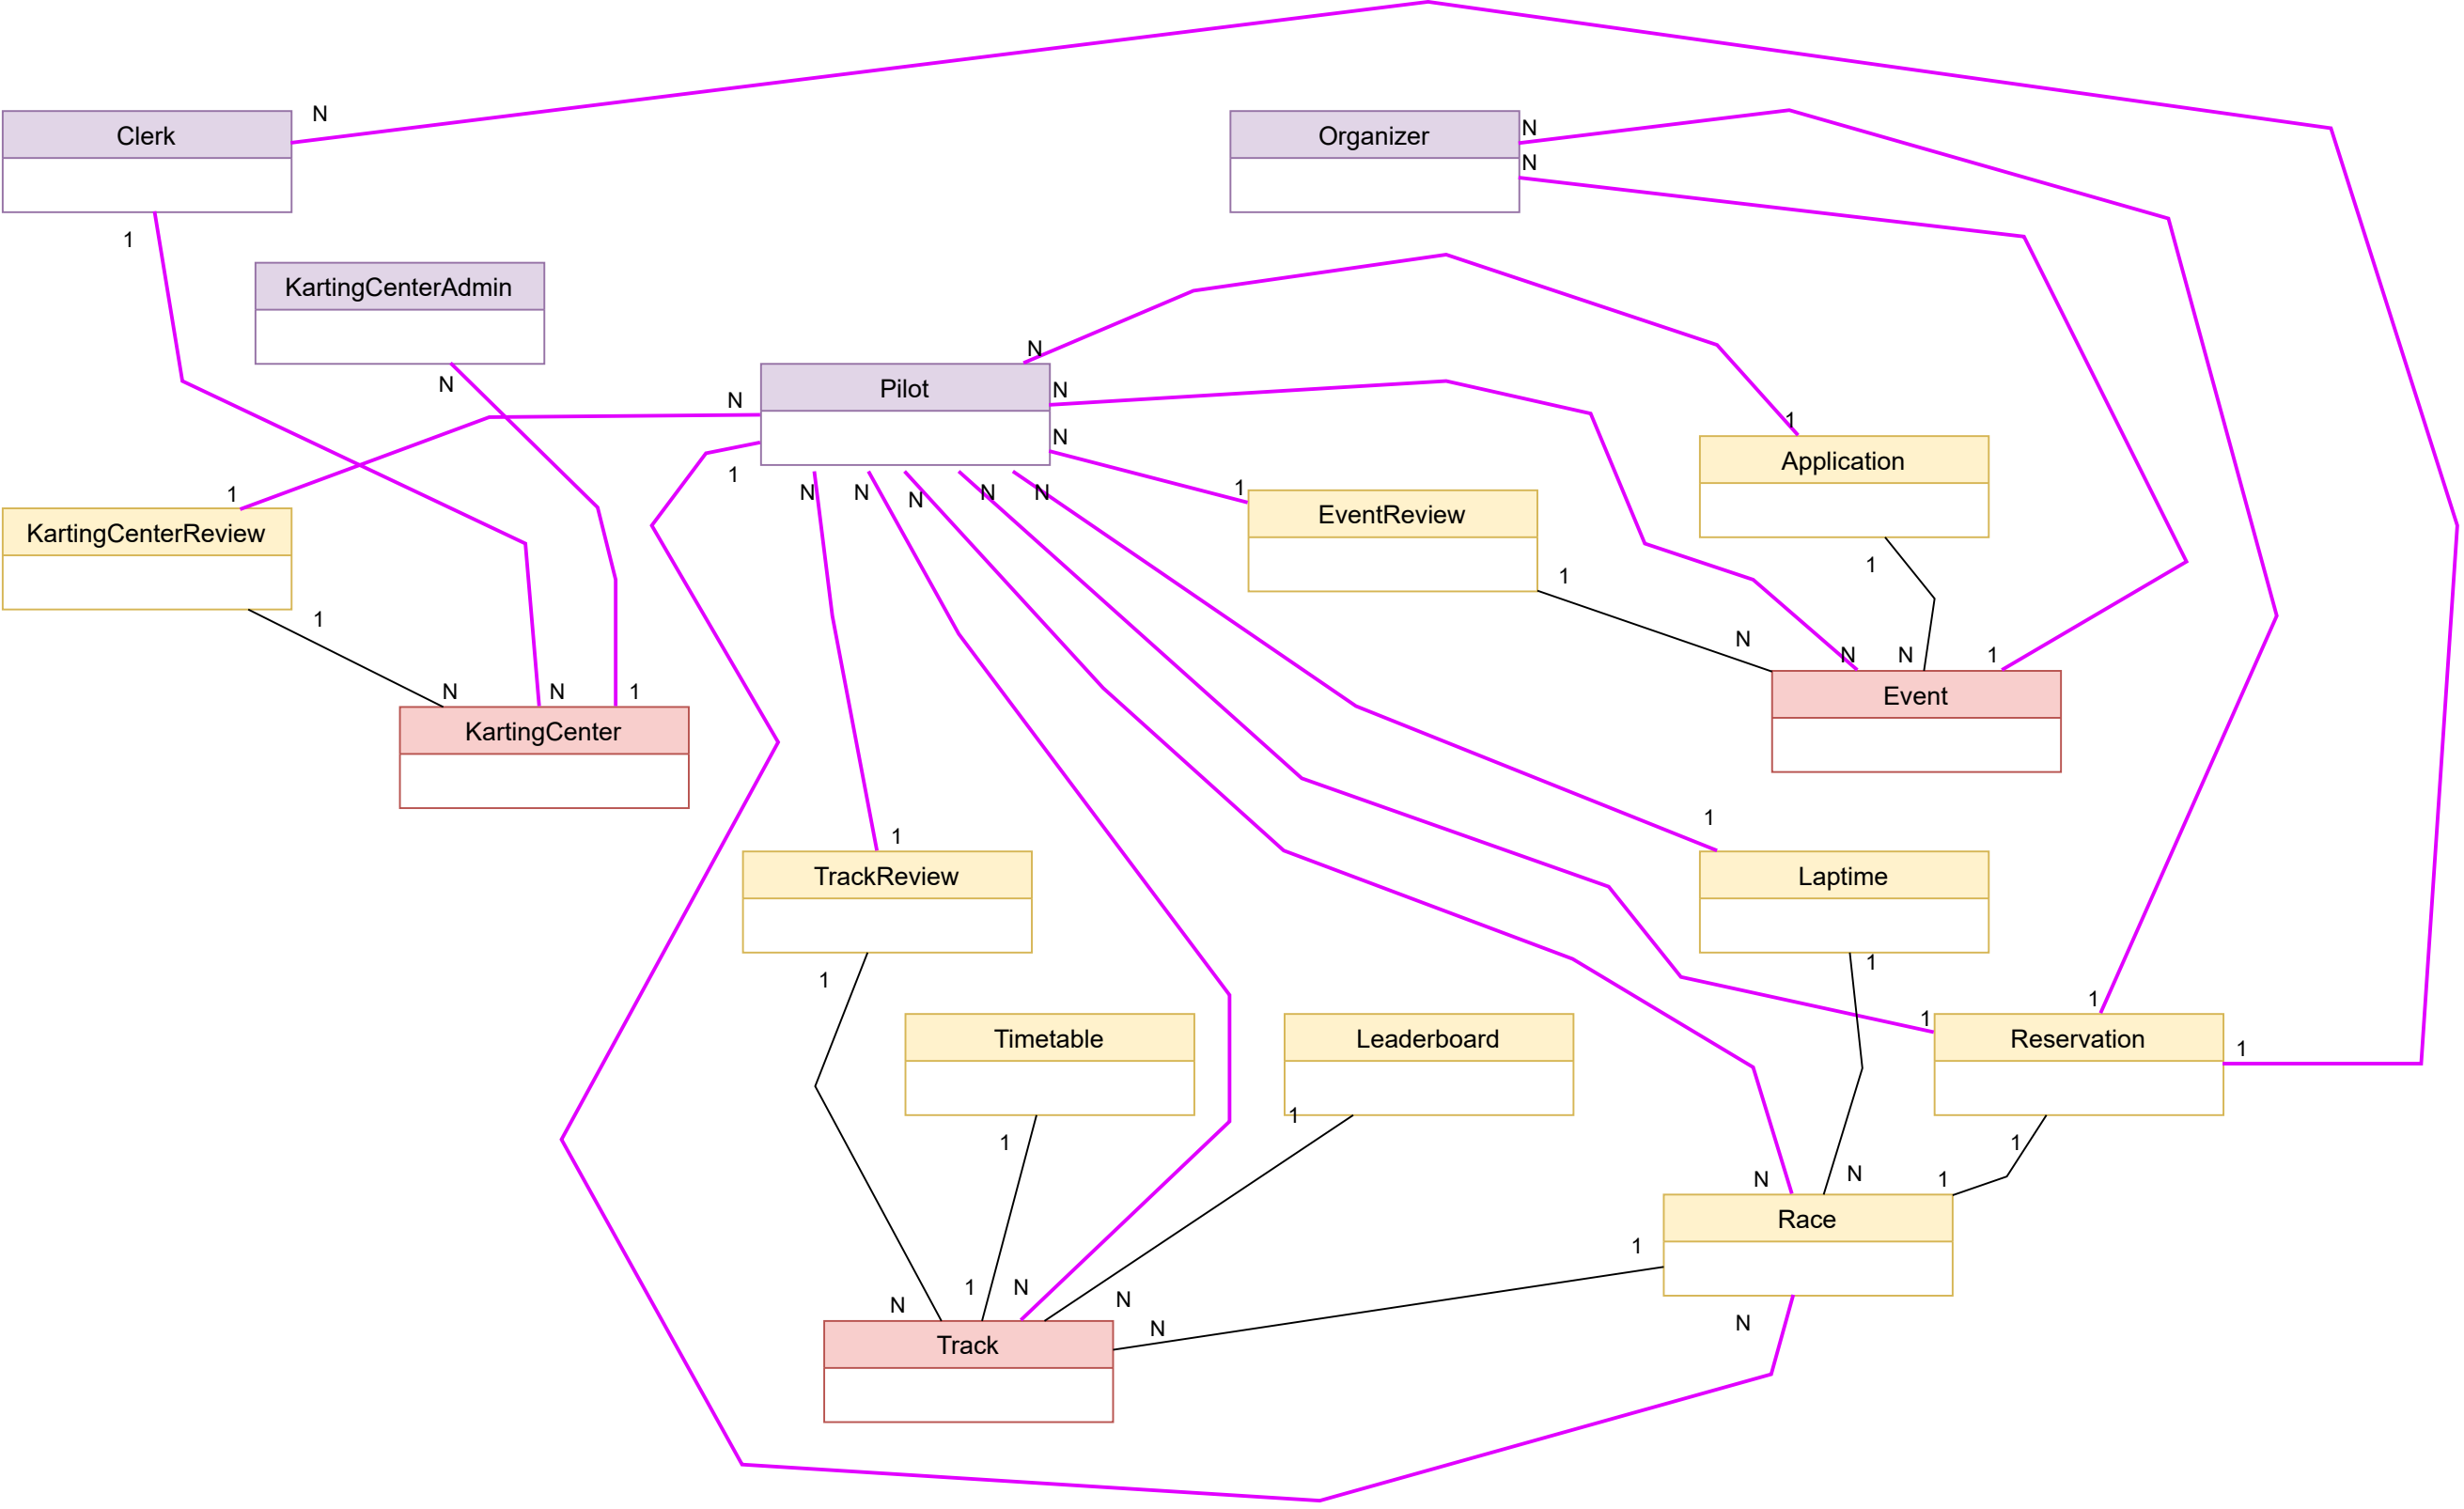 N
Clerk
Organizer
N
N
1
KartingCenterAdmin
N
N
Pilot
N
N
N
1
1
1
N
N
N
N
N
1
Application
EventReview
KartingCenterReview
1
1
1
N
N
N
1
N
N
1
KartingCenter
Event
1
1
TrackReview
Laptime
1
1
1
1
Timetable
Leaderboard
Reservation
1
1
1
1
N
N
1
Race
1
1
N
N
N
N
N
Track